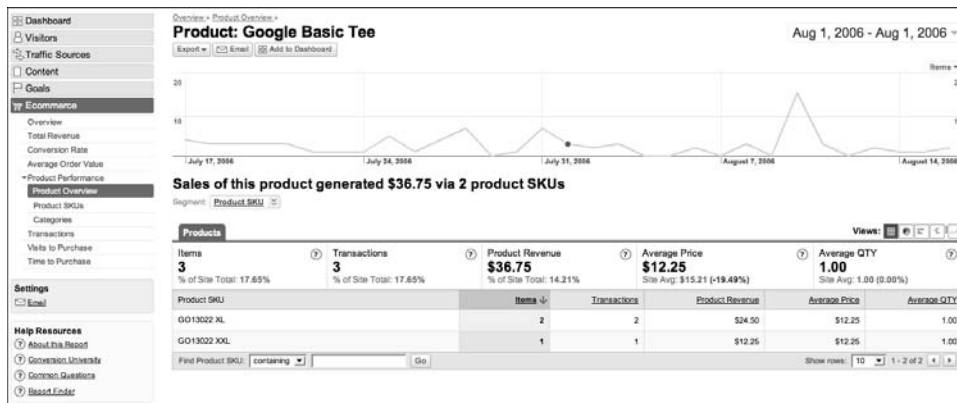 Dashboard
Visitors
Traffic Sources
Content
Goals
Ecommerce
Overview
Total Revenue
Conversion Rate
Average Order Value
Product Performance
Product Overview
Product SKUs
Categories
Transactions
Visits to Purchase
Time to Purchase
Settings
Email
Help Resources
About this Report
Conversion University
Common Questions
Report Finder
Overview » Product Overview »
Product: Google Basic Tee
Aug 1, 2006 - Aug 1, 2006
Export Email Add to Dashboard
Items
20
10
July 17, 2006 July 24, 2006 July 31, 2006 August 7, 2006 August 14, 2006
Sales of this product generated $36.75 via 2 product SKUs
Segment: Product SKU
Products Views:
Items Transactions Product Revenue Average Price Average QTY
3 3 $36.75 $12.25 1.00
% of Site Total: 17.65% % of Site Total: 17.65% % of Site Total: 14.21% Site Avg: $15.21 (-19.49%) Site Avg: 1.00 (0.00%)
Product SKU Items ↓ Transactions Product Revenue Average Price Average QTY
GO13022 XL 2 2 $24.50 $12.25 1.00
GO13022 XXL 1 1 $12.25 $12.25 1.00
Find Product SKU: containing Go Show rows: 10 1 - 2 of 2